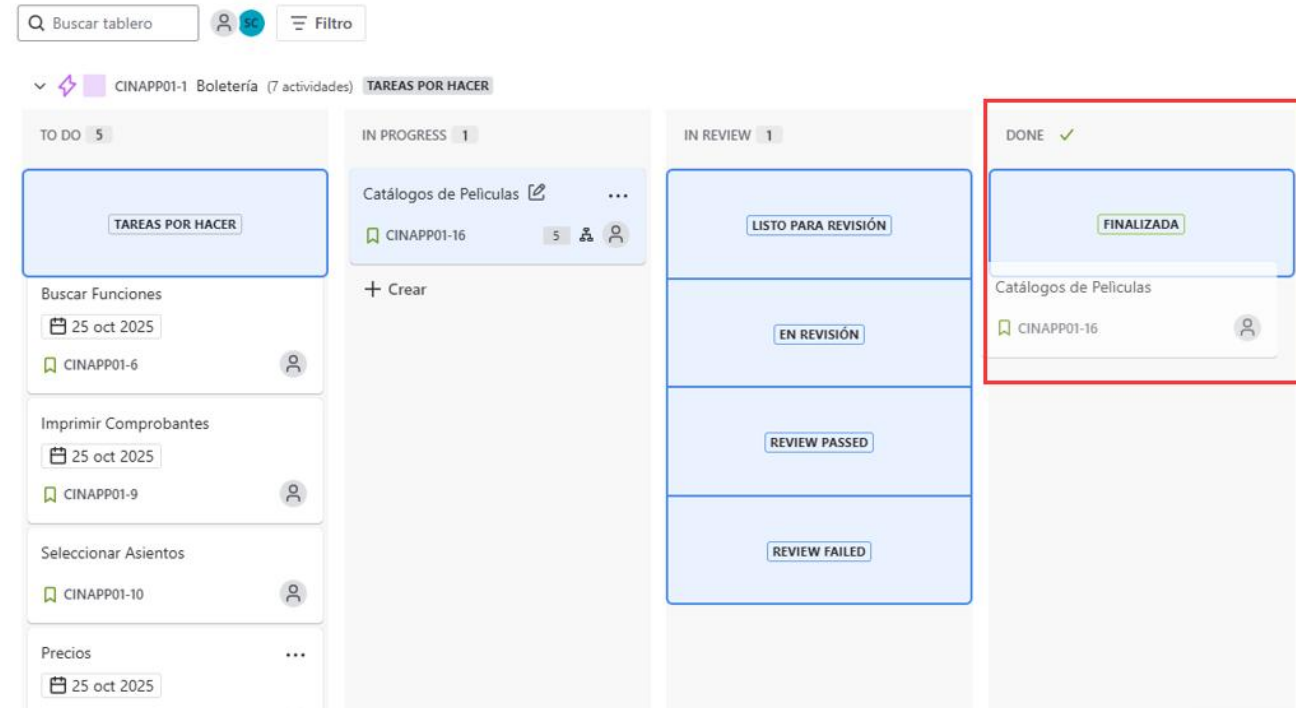 Buscar tablero
SC
Filtro
CINAPP01-1 Boletería (7 actividades) TAREAS POR HACER
TO DO 5
TAREAS POR HACER
Buscar Funciones
25 oct 2025
CINAPP01-6
Imprimir Comprobantes
25 oct 2025
CINAPP01-9
Seleccionar Asientos
CINAPP01-10
Precios
25 oct 2025
IN PROGRESS 1
Catálogos de Pelìculas
CINAPP01-16 5
Crear
IN REVIEW 1
LISTO PARA REVISIÓN
EN REVISIÓN
REVIEW PASSED
REVIEW FAILED
DONE
FINALIZADA
Catálogos de Pelìculas
CINAPP01-16